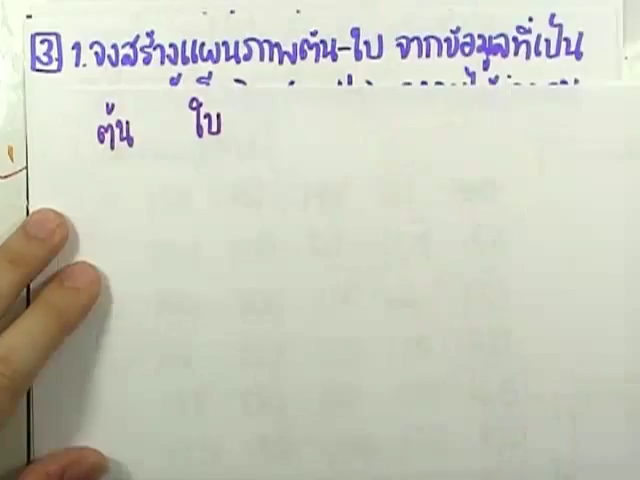 3 1. จงสร้างแผนภาพต้น-ใบ จากข้อมูลที่เป็น
ต้น ใบ